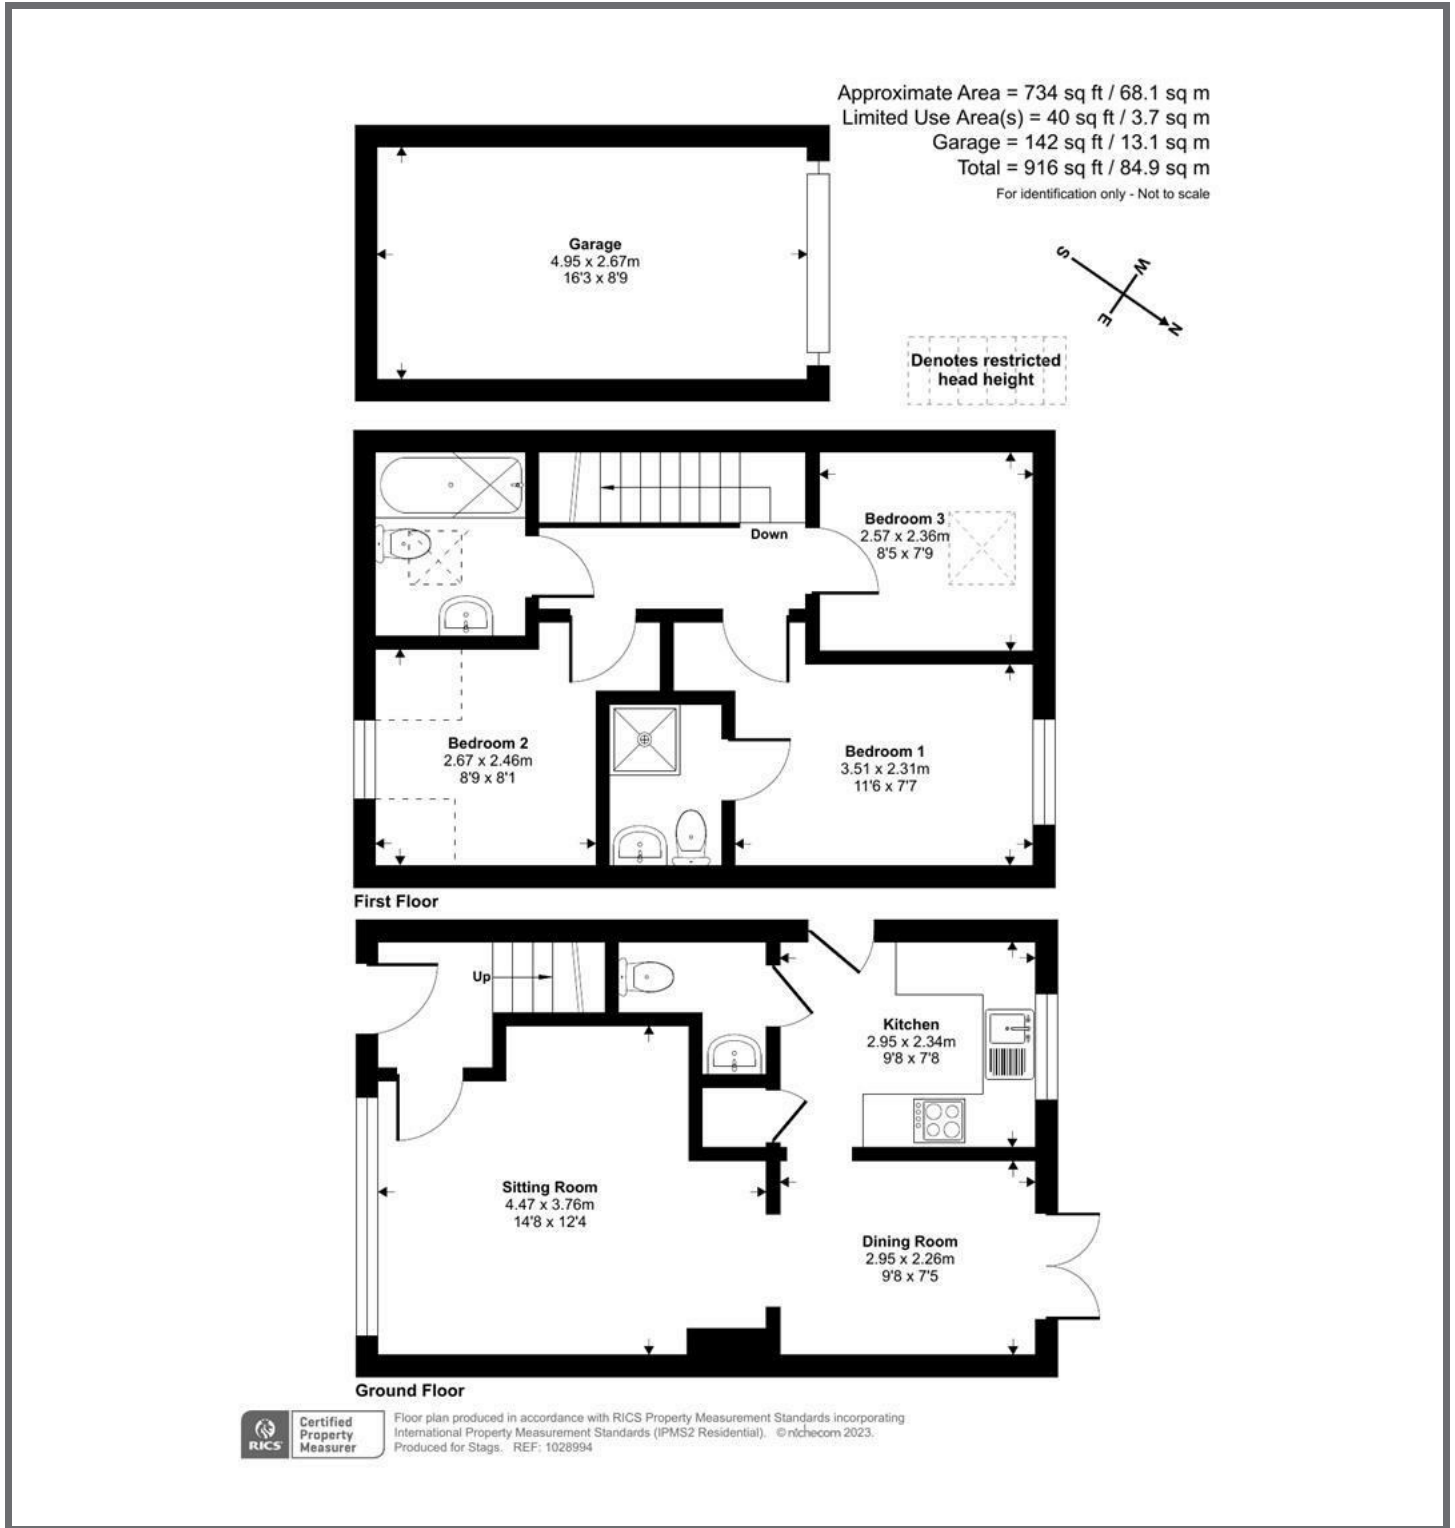 Approximate Area = 734 sq ft / 68.1 sq m
Limited Use Area(s) = 40 sq ft / 3.7 sq m
Garage = 142 sq ft / 13.1 sq m
Total = 916 sq ft / 84.9 sq m
For identification only - Not to scale
Garage
4.95 x 2.67m
16'3 x 8'9
S
W
E
N
Denotes restricted
head height
Down
Bedroom 3
2.57 x 2.36m
8'5 x 7'9
Bedroom 2
2.67 x 2.46m
8'9 x 8'1
Bedroom 1
3.51 x 2.31m
11'6 x 7'7
First Floor
Up
Kitchen
2.95 x 2.34m
9'8 x 7'8
Sitting Room
4.47 x 3.76m
14'8 x 12'4
Dining Room
2.95 x 2.26m
9'8 x 7'5
Ground Floor
RICS
Certified
Property
Measurer
Floor plan produced in accordance with RICS Property Measurement Standards incorporating
International Property Measurement Standards (IPMS2 Residential). © nichecom 2023.
Produced for Stags. REF: 1028994